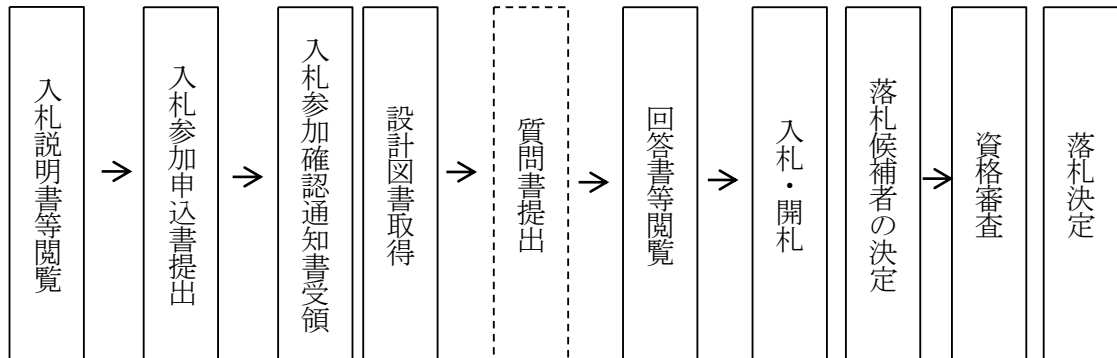 入札説明書等閲覧
入札参加申込書提出
入札参加確認通知書受領
設計図書取得
質問書提出
回答書等閲覧
入札・開札
落札候補者の決定
資格審査
落札決定